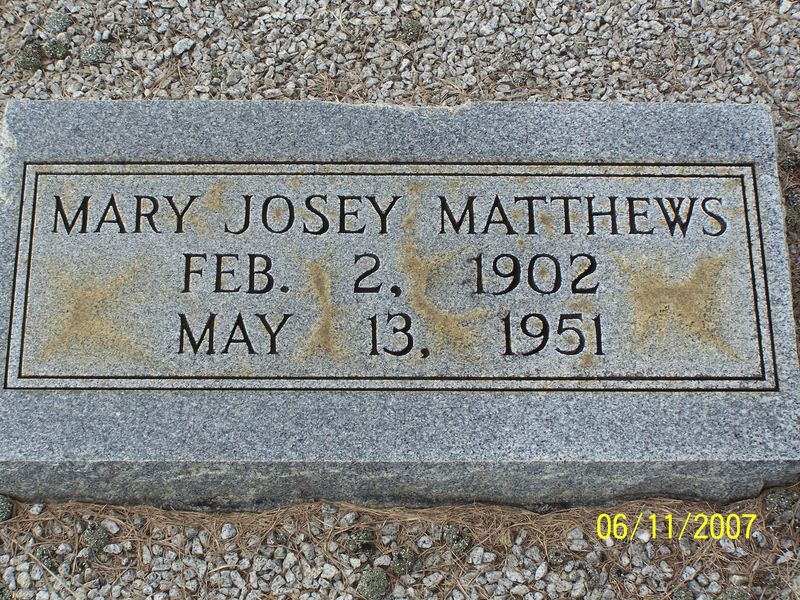 MARY JOSEY MATTHEWS
FEB. 2, 1902
MAY 13, 1951
06/11/2007